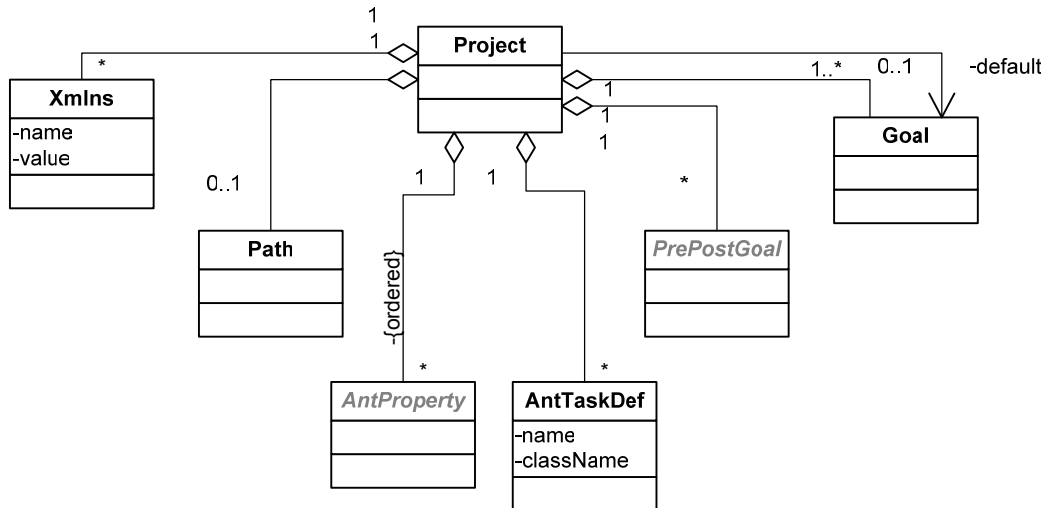 1
1
Project
1
*
1..*
0..1
-default
Xmlns
-name
-value
1
1
1
Goal
0..1
1
1
*
Path
PrePostGoal
-{ordered}
*
*
AntProperty
AntTaskDef
-name
-className